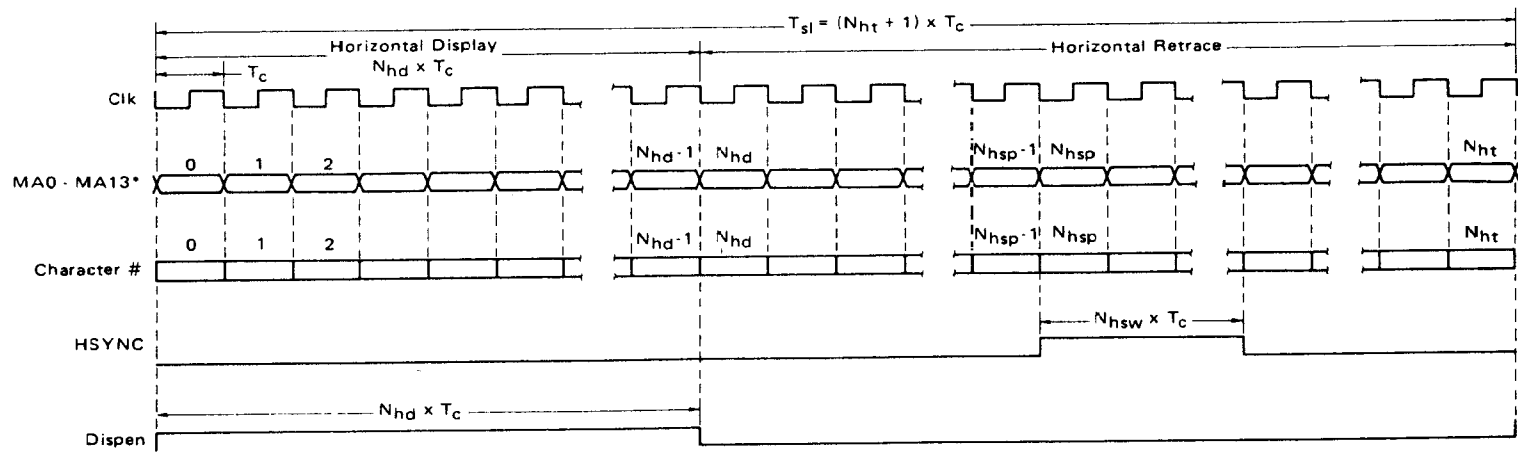 T_sl = (N_ht + 1) x T_c
Horizontal Display
Horizontal Retrace
T_c
N_hd x T_c
Clk
0 1 2 N_hd-1 N_hd N_hsp-1 N_hsp N_ht
MA0 - MA13*
0 1 2 N_hd-1 N_hd N_hsp-1 N_hsp N_ht
Character #
N_hsw x T_c
HSYNC
N_hd x T_c
Dispen